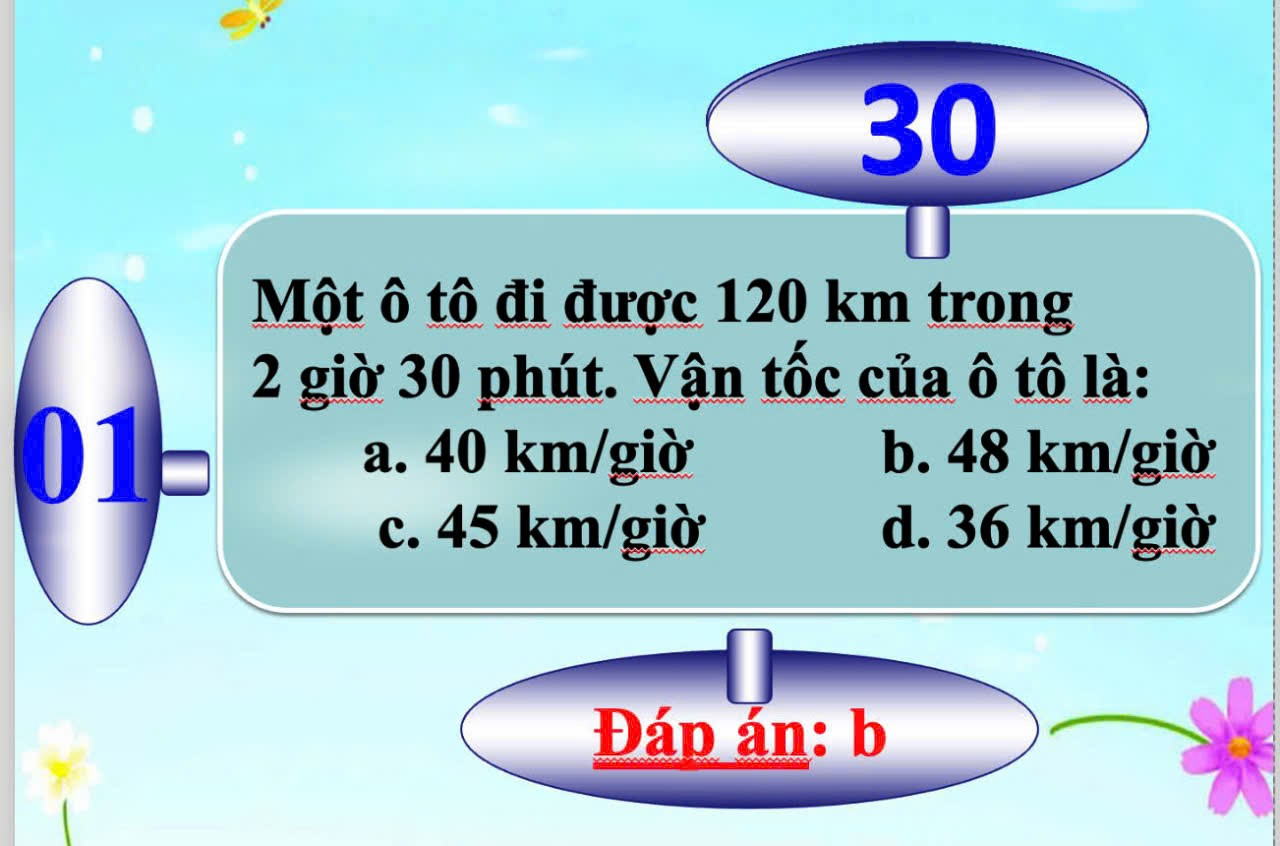 30
01
Một ô tô đi được 120 km trong
2 giờ 30 phút. Vận tốc của ô tô là:
a. 40 km/giờ b. 48 km/giờ
c. 45 km/giờ d. 36 km/giờ
Đáp án: b